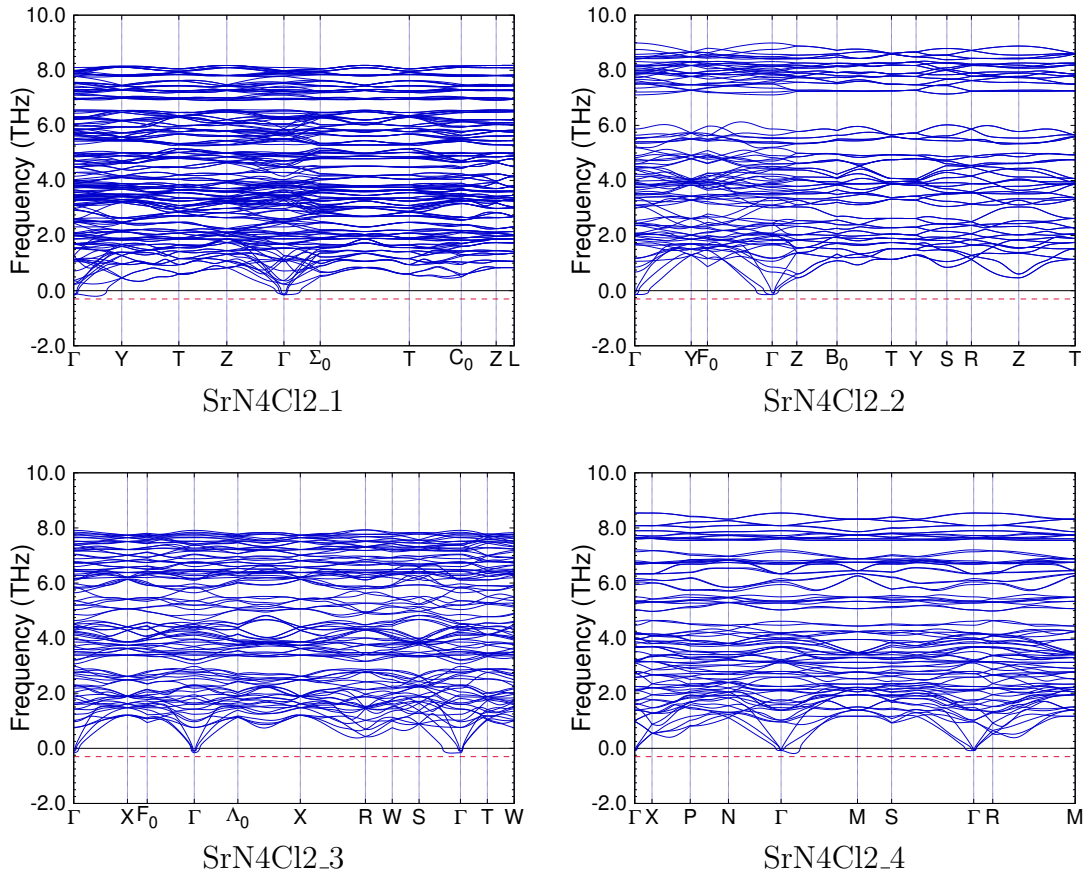 10.0
8.0
6.0
4.0
2.0
0.0
-2.0
Frequency (THz)
Γ Y T Z Γ Σ0 T C0 Z L
SrN4Cl2_1
10.0
8.0
6.0
4.0
2.0
0.0
-2.0
Frequency (THz)
Γ Y F0 Γ Z B0 T Y S R Z T
SrN4Cl2_2
10.0
8.0
6.0
4.0
2.0
0.0
-2.0
Frequency (THz)
Γ X F0 Γ Λ0 X R W S Γ T W
SrN4Cl2_3
10.0
8.0
6.0
4.0
2.0
0.0
-2.0
Frequency (THz)
Γ X P N Γ M S Γ R M
SrN4Cl2_4